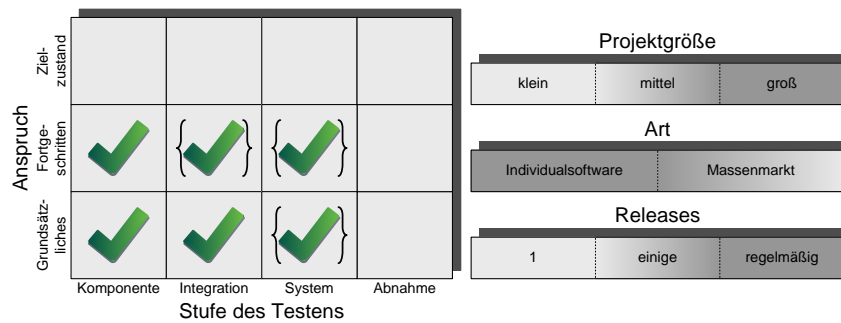 Anspruch
Ziel-
zustand
Fortge-
schritten
Grundsätz-
liches
Komponente
Integration
System
Abnahme
Stufe des Testens
Projektgröße
klein
mittel
groß
Art
Individualsoftware
Massenmarkt
Releases
1
einige
regelmäßig